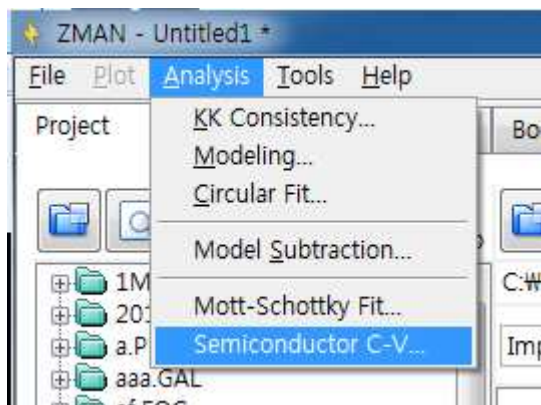 ZMAN - Untitled1 *
File Plot Analysis Tools Help
Project
Bo
KK Consistency...
Modeling...
Circular Fit...
Model Subtraction...
Mott-Schottky Fit...
Semiconductor C-V...
1M
201
a.P
aaa.GAL
C:₩
Imp